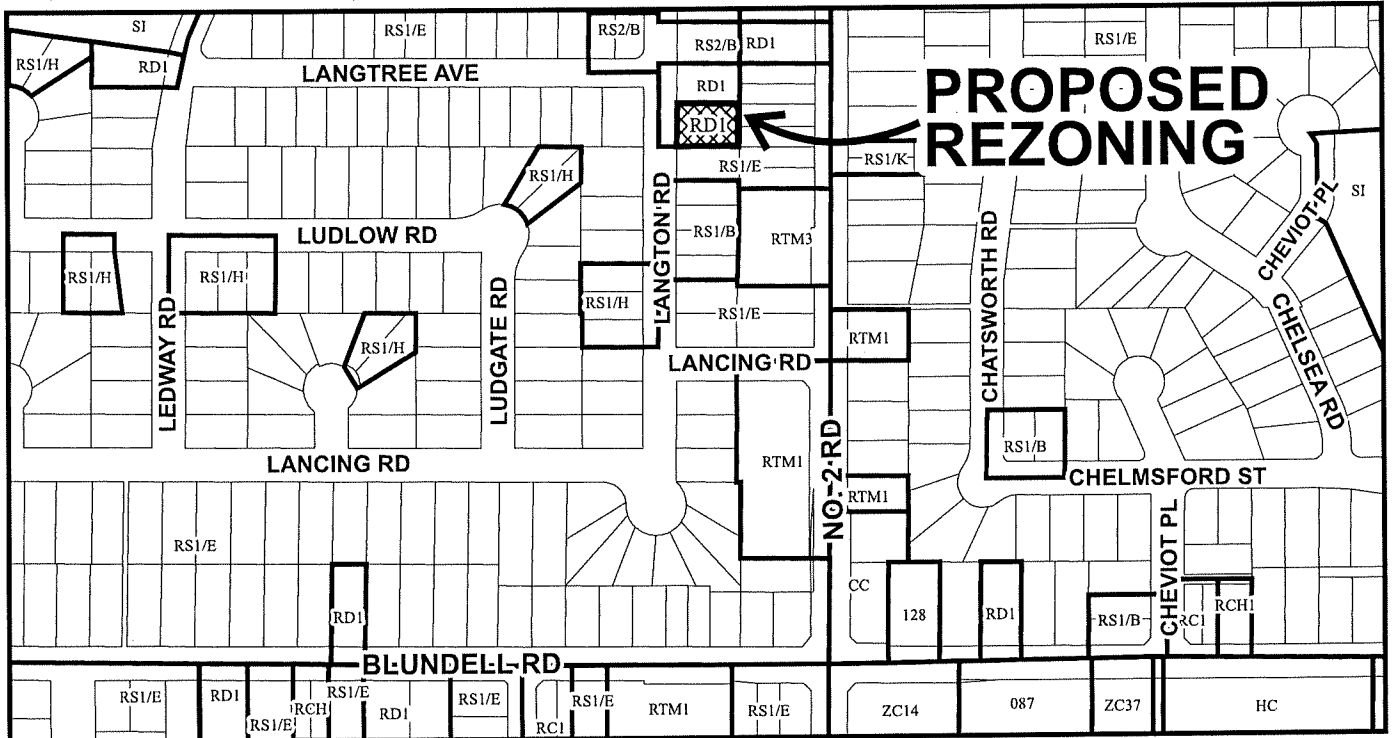 SI
RS1/E
RS2/B
RS2/B
RD1
RS1/E
RS1/H
RD1
LANGTREE AVE
RD1
PROPOSED
REZONING
RD1
RS1/E
RS1/K
RS1/H
SI
CHEVIOT PL
LUDLOW RD
LANGTON RD
RS1/B
RTM3
CHATSWORTH RD
RS1/H
RS1/H
LEDWAY RD
LUDGATE RD
RS1/H
RS1/E
CHELSEA RD
RS1/H
LANCING RD
RTM1
NO. 2 RD
RS1/B
LANCING RD
RTM1
RTM1
CHELMSFORD ST
CHEVIOT PL
RS1/E
RD1
CC
128
RD1
RS1/B
RC1
RCH1
BLUNDELL RD
RS1/E
RD1
RS1/E
RCH
RS1/E
RD1
RS1/E
RC1
RS1/E
RTM1
RS1/E
ZC14
087
ZC37
HC